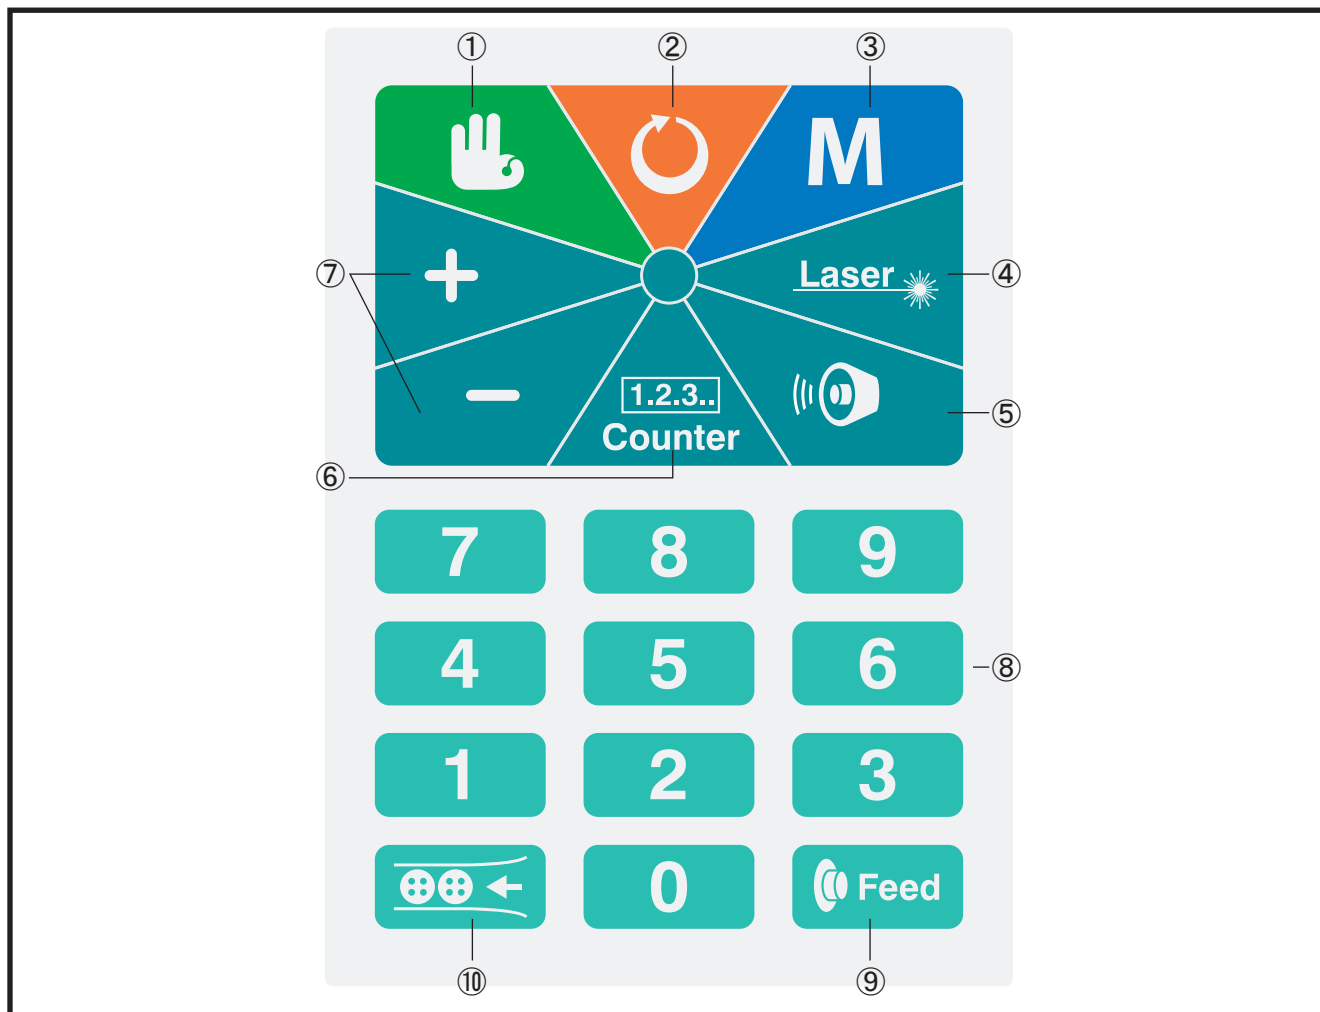 ① ② ③
M
⑦ Laser ④
1.2.3..
Counter ⑤
⑥
7 8 9
4 5 6 ⑧
1 2 3
0 Feed
⑩ ⑨